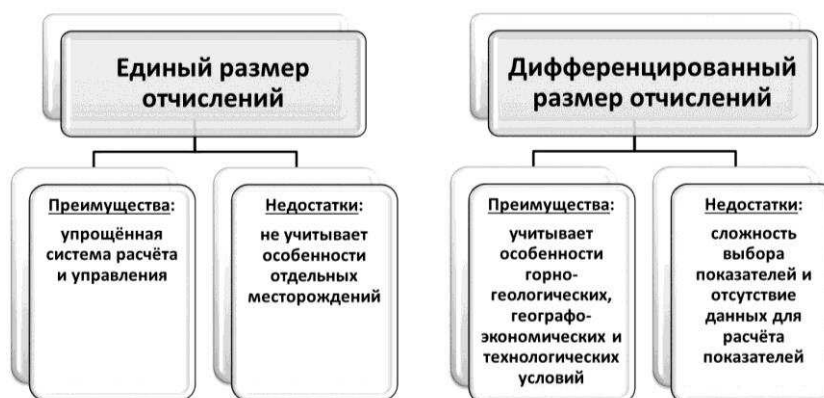 Единый размер
отчислений
Преимущества:
упрощённая
система расчёта
и управления
Недостатки:
не учитывает
особенности
отдельных
месторождений
Дифференцированный
размер отчислений
Преимущества:
учитывает
особенности
горно-
геологических,
географо-
экономических и
технологических
условий
Недостатки:
сложность
выбора
показателей и
отсутствие
данных для
расчёта
показателей